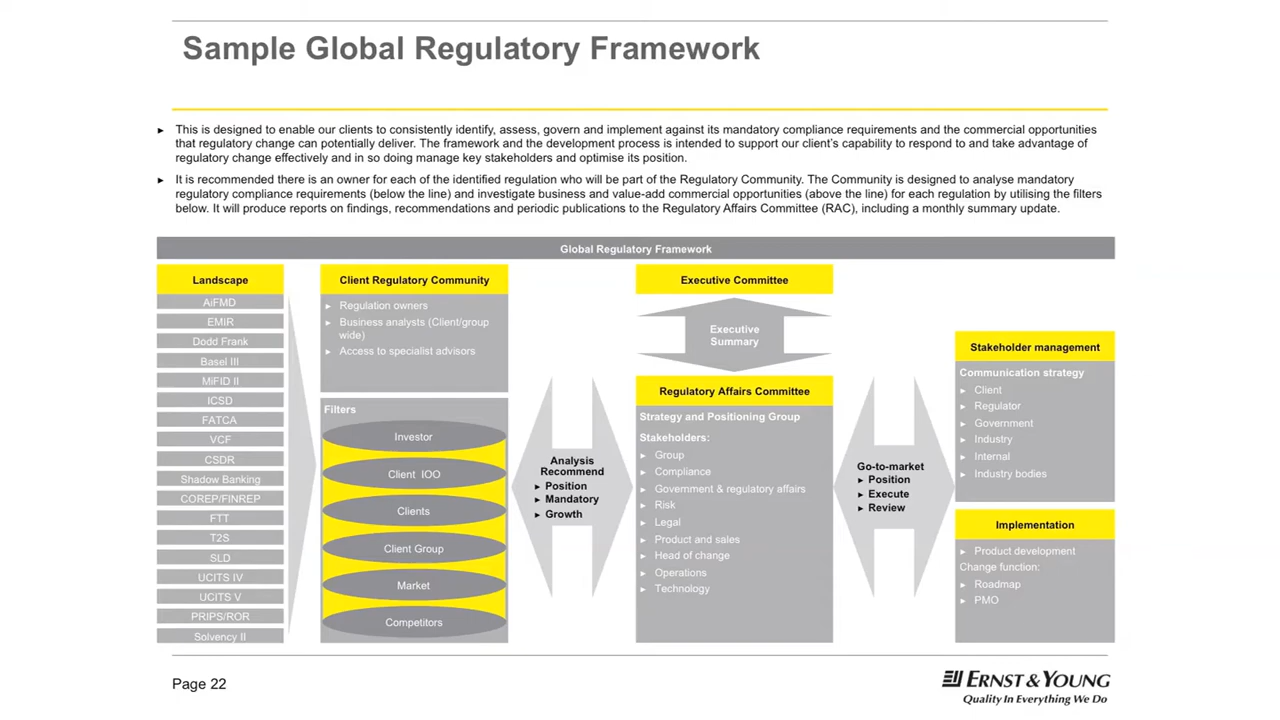 Sample Global Regulatory Framework
► This is designed to enable our clients to consistently identify, assess, govern and implement against its mandatory compliance requirements and the commercial opportunities
that regulatory change can potentially deliver. The framework and the development process is intended to support our client's capability to respond to and take advantage of
regulatory change effectively and in so doing manage key stakeholders and optimise its position.
► It is recommended there is an owner for each of the identified regulation who will be part of the Regulatory Community. The Community is designed to analyse mandatory
regulatory compliance requirements (below the line) and investigate business and value-add commercial opportunities (above the line) for each regulation by utilising the filters
below. It will produce reports on findings, recommendations and periodic publications to the Regulatory Affairs Committee (RAC), including a monthly summary update.
Global Regulatory Framework
Landscape
AiFMD
EMIR
Dodd Frank
Basel III
MiFID II
ICSD
FATCA
VCF
CSDR
Shadow Banking
COREP/FINREP
FTT
T2S
SLD
UCITS IV
UCITS V
PRIPS/ROR
Solvency II
Client Regulatory Community
► Regulation owners
► Business analysts (Client/group
wide)
► Access to specialist advisors
Filters
Investor
Client IOO
Clients
Client Group
Market
Competitors
Analysis
Recommend
► Position
► Mandatory
► Growth
Executive Committee
Executive
Summary
Regulatory Affairs Committee
Strategy and Positioning Group
Stakeholders:
► Group
► Compliance
► Government & regulatory affairs
► Risk
► Legal
► Product and sales
► Head of change
► Operations
► Technology
Go-to-market
► Position
► Execute
► Review
Stakeholder management
Communication strategy
► Client
► Regulator
► Government
► Industry
► Internal
► Industry bodies
Implementation
► Product development
Change function:
► Roadmap
► PMO
Page 22
ERNST & YOUNG
Quality In Everything We Do